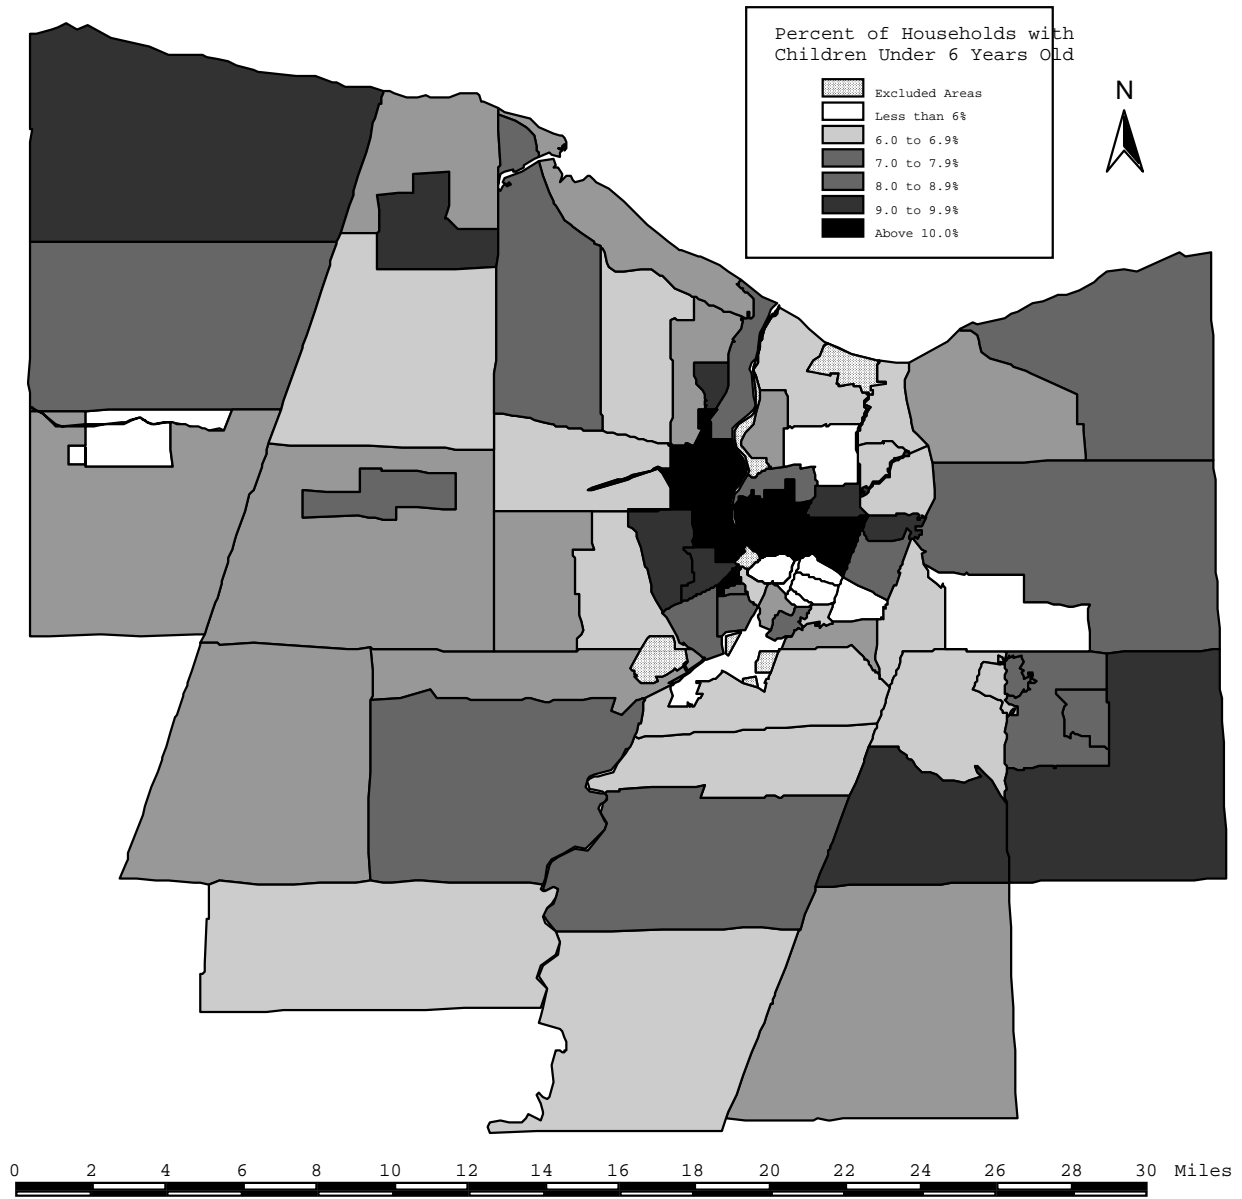 Percent of Households with
Children Under 6 Years Old
N
Excluded Areas
Less than 6%
6.0 to 6.9%
7.0 to 7.9%
8.0 to 8.9%
9.0 to 9.9%
Above 10.0%
0 2 4 6 8 10 12 14 16 18 20 22 24 26 28 30 Miles